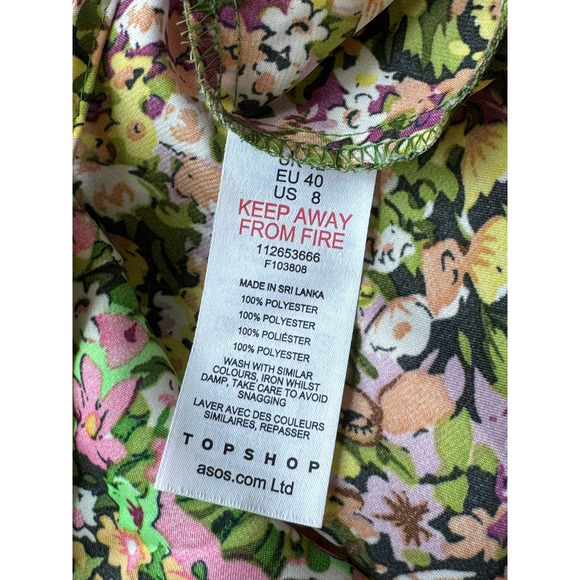 EU 40
US 8
KEEP AWAY
FROM FIRE
112653666
F103808
MADE IN SRI LANKA
100% POLYESTER
100% POLYESTER
100% POLIÉSTER
100% POLYESTER
WASH WITH SIMILAR
COLOURS, IRON WHILST
DAMP, TAKE CARE TO AVOID
SNAGGING
LAVER AVEC DES COULEURS
SIMILAIRES, REPASSER
TOPSHOP
asos.com Ltd